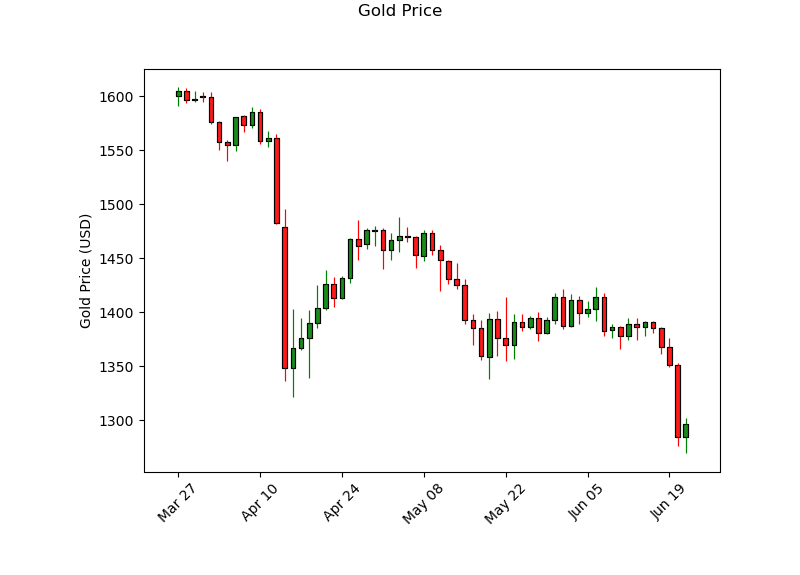 Gold Price
1600
1550
1500
1450
1400
1350
1300
Gold Price (USD)
Mar 27
Apr 10
Apr 24
May 08
May 22
Jun 05
Jun 19